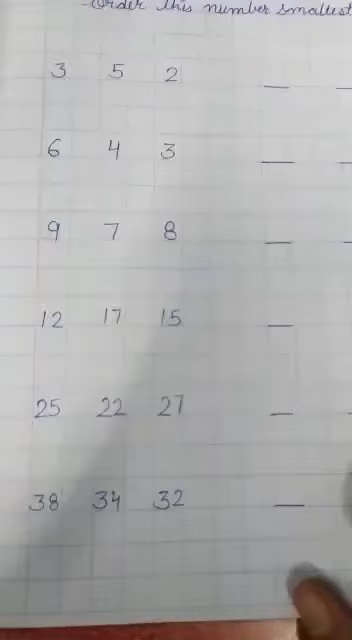 -Order this number smallest
3 5 2 _ _
6 4 3 _ _
9 7 8 _ _
12 17 15 _
25 22 27 _ _
38 34 32 _